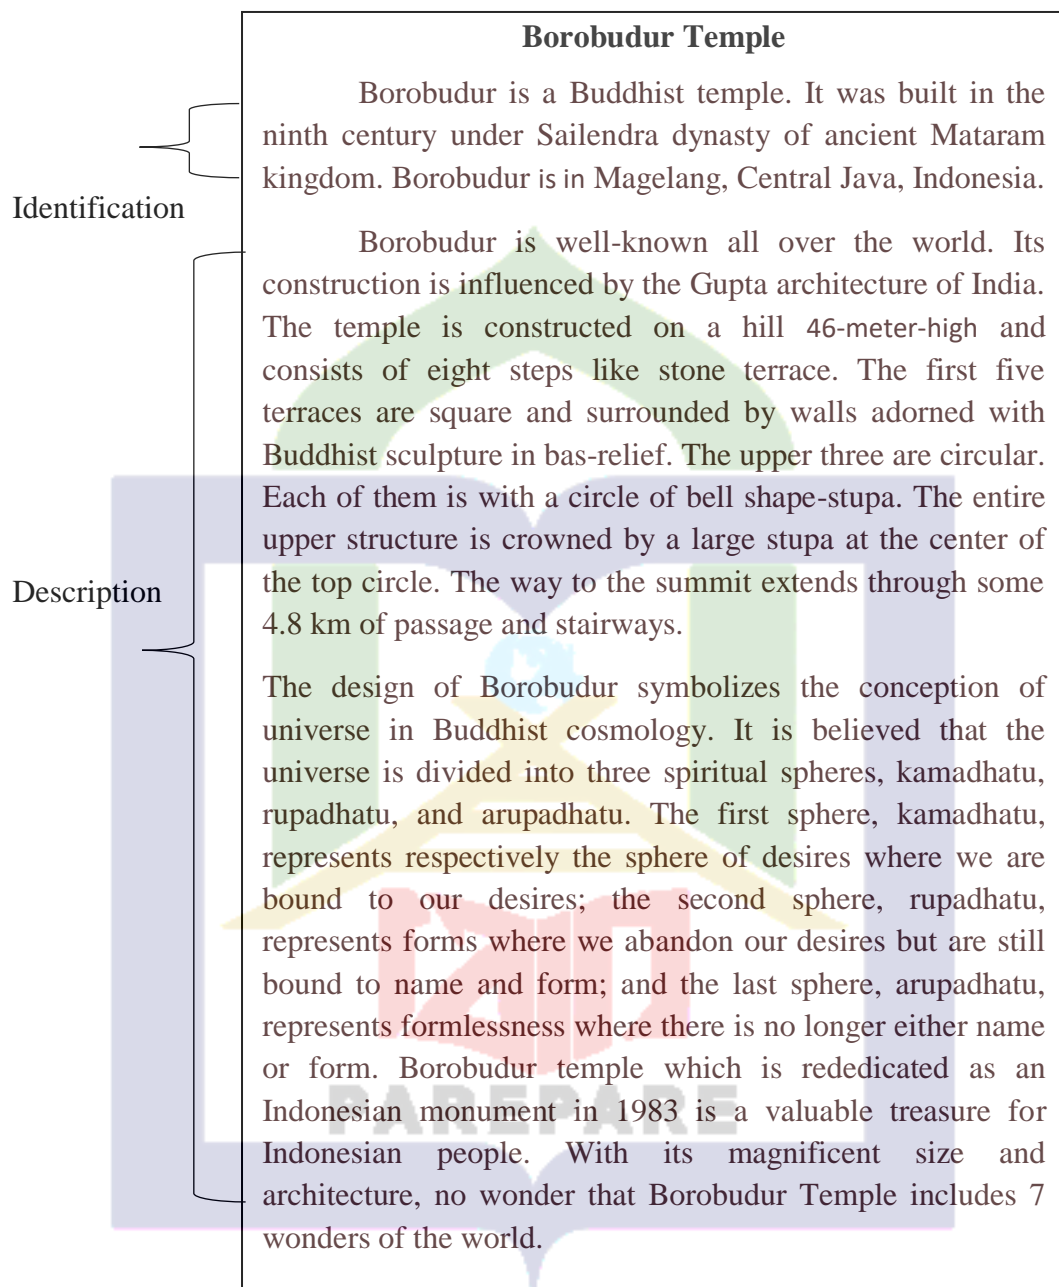 Borobudur Temple
Borobudur is a Buddhist temple. It was built in the
ninth century under Sailendra dynasty of ancient Mataram
kingdom. Borobudur is in Magelang, Central Java, Indonesia.
Identification
Borobudur is well-known all over the world. Its
construction is influenced by the Gupta architecture of India.
The temple is constructed on a hill 46-meter-high and
consists of eight steps like stone terrace. The first five
terraces are square and surrounded by walls adorned with
Buddhist sculpture in bas-relief. The upper three are circular.
Each of them is with a circle of bell shape-stupa. The entire
upper structure is crowned by a large stupa at the center of
the top circle. The way to the summit extends through some
4.8 km of passage and stairways.
Description
The design of Borobudur symbolizes the conception of
universe in Buddhist cosmology. It is believed that the
universe is divided into three spiritual spheres, kamadhatu,
rupadhatu, and arupadhatu. The first sphere, kamadhatu,
represents respectively the sphere of desires where we are
bound to our desires; the second sphere, rupadhatu,
represents forms where we abandon our desires but are still
bound to name and form; and the last sphere, arupadhatu,
represents formlessness where there is no longer either name
or form. Borobudur temple which is rededicated as an
Indonesian monument in 1983 is a valuable treasure for
Indonesian people. With its magnificent size and
architecture, no wonder that Borobudur Temple includes 7
wonders of the world.
PAREPARE